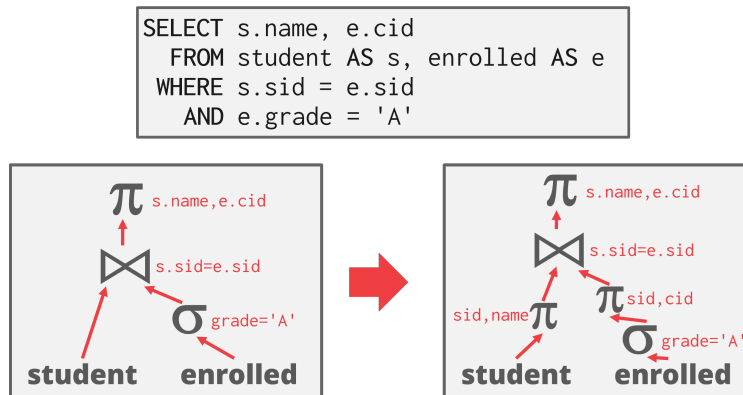 SELECT s.name, e.cid
FROM student AS s, enrolled AS e
WHERE s.sid = e.sid
AND e.grade = 'A'
π s.name,e.cid
⋈ s.sid=e.sid
σ grade='A'
student enrolled
π s.name,e.cid
⋈ s.sid=e.sid
sid,name π π sid,cid
σ grade='A'
student enrolled